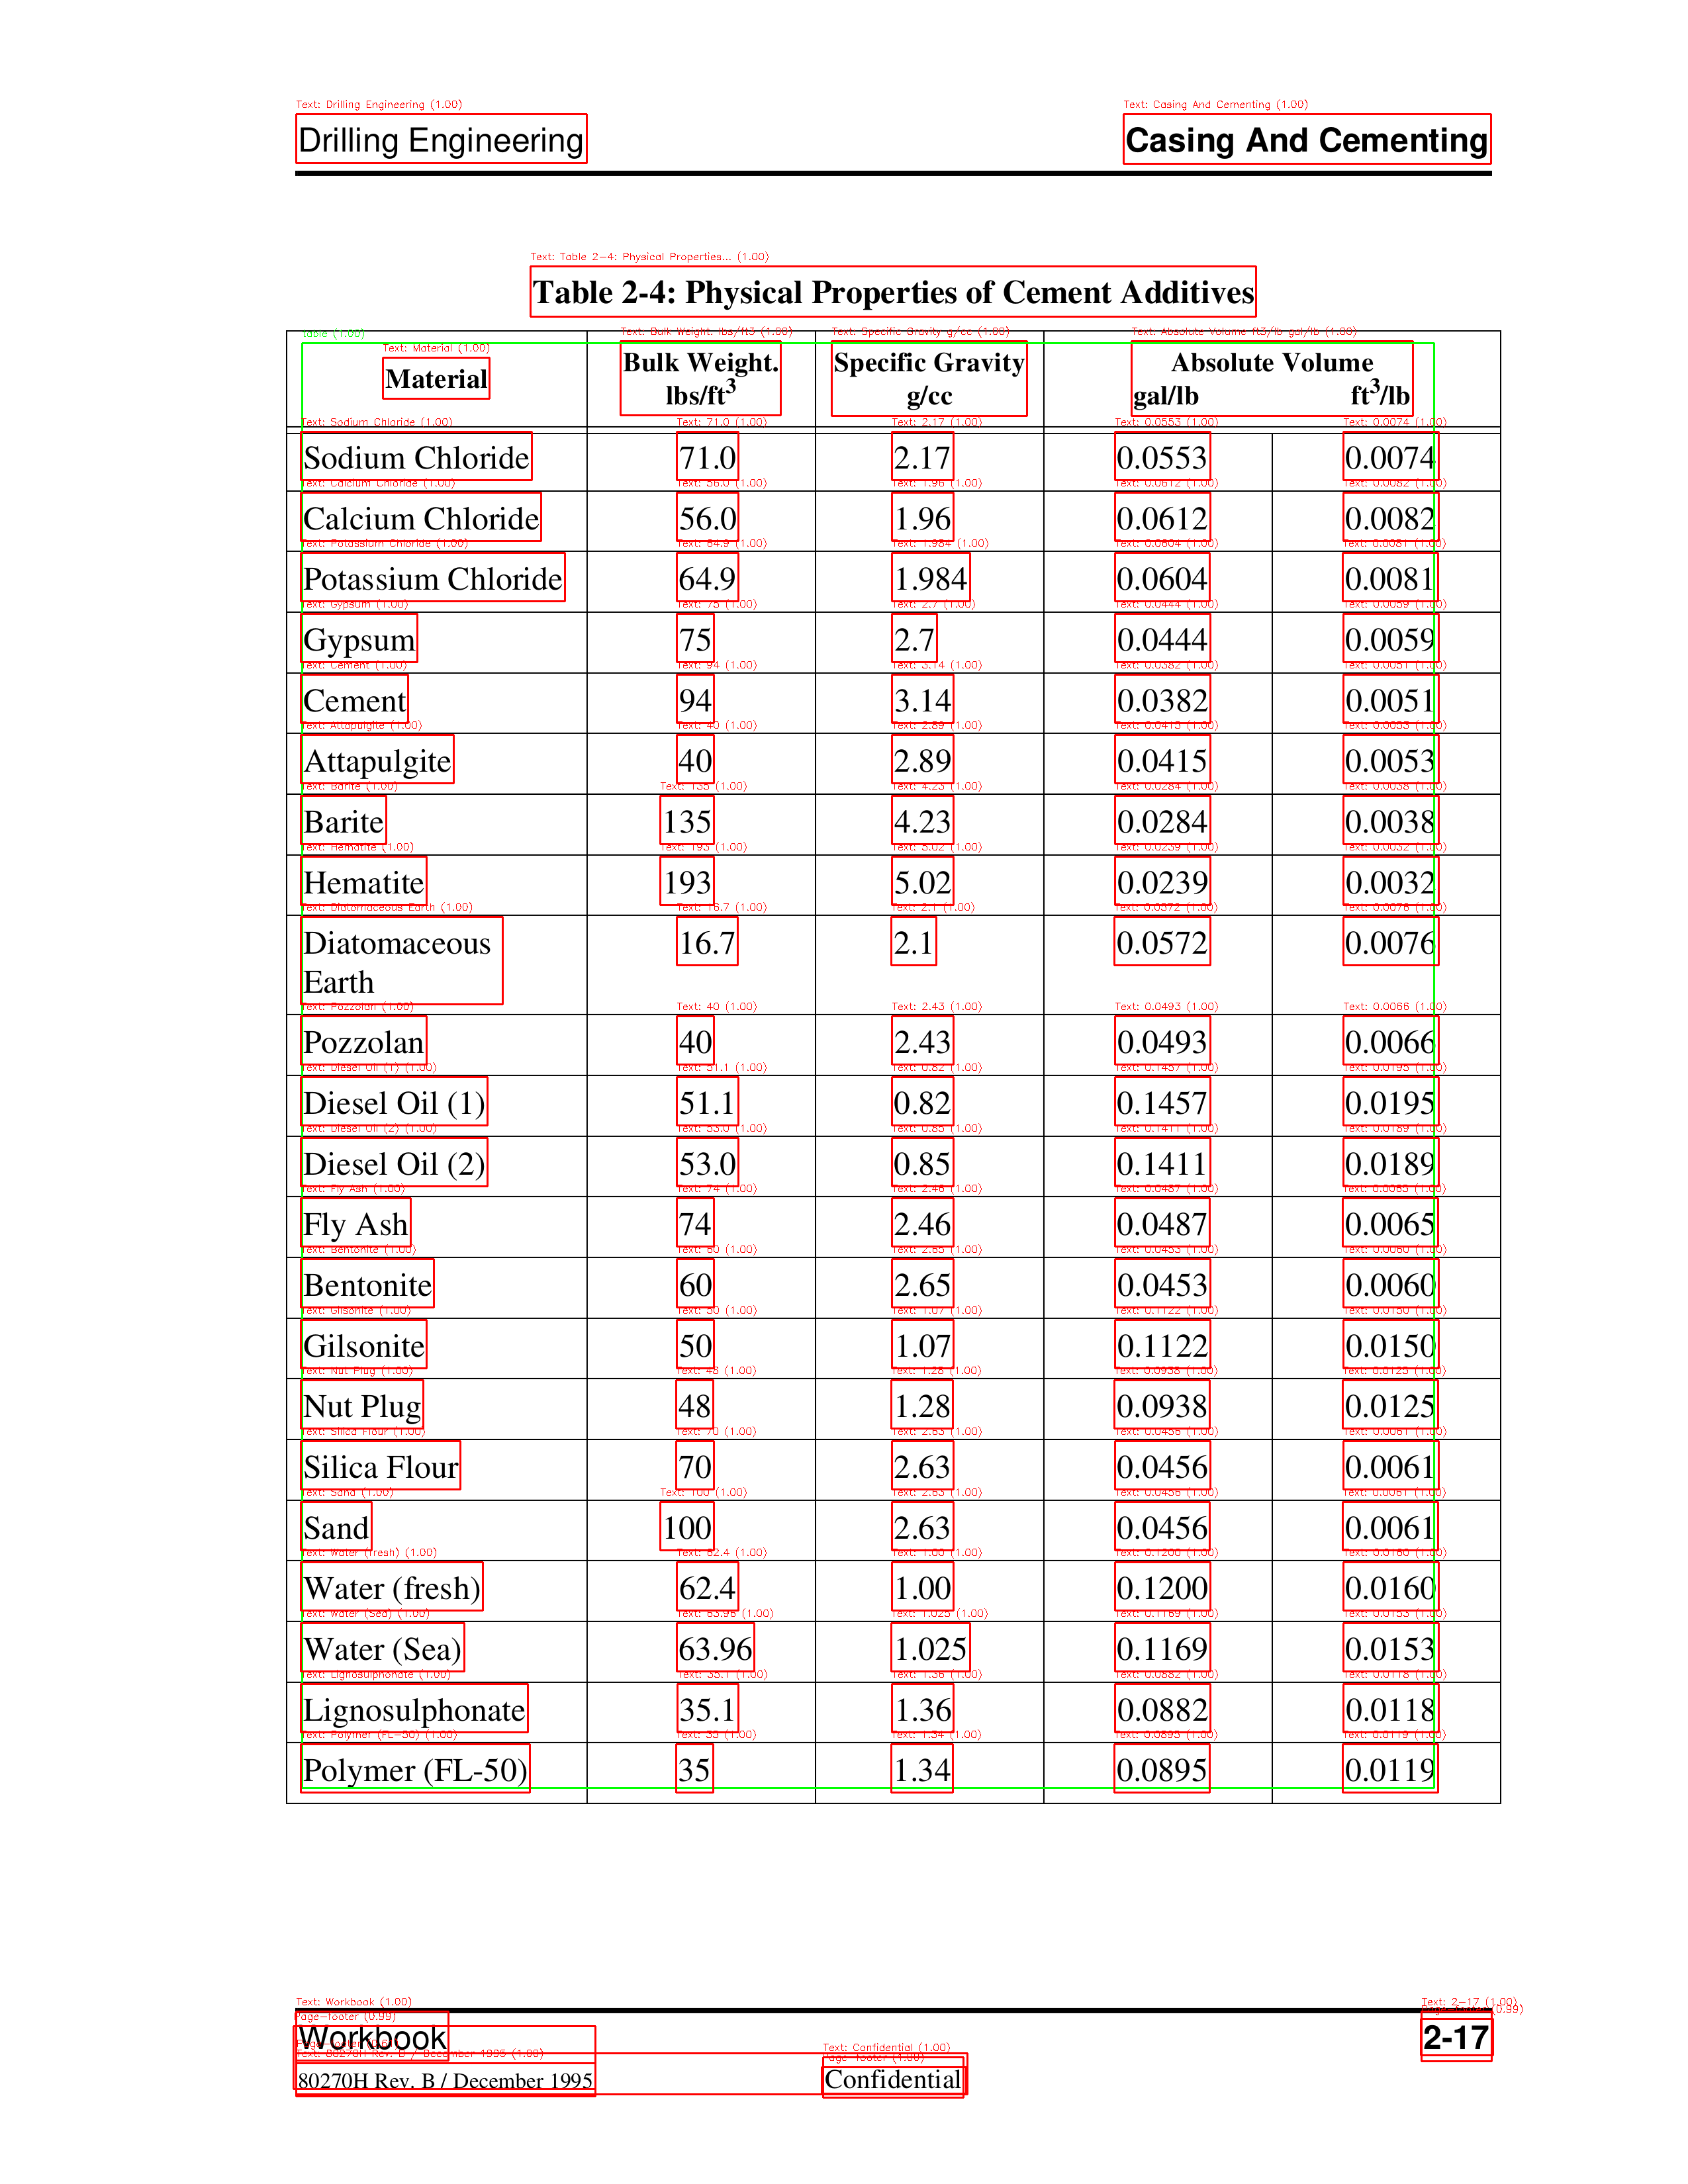 Drilling Engineering Casing And Cementing
Table 2-4: Physical Properties of Cement Additives
Material Bulk Weight. lbs/ft3 Specific Gravity g/cc Absolute Volume gal/lb ft3/lb
Sodium Chloride 71.0 2.17 0.0553 0.0074
Calcium Chloride 56.0 1.96 0.0612 0.0082
Potassium Chloride 64.9 1.984 0.0604 0.0081
Gypsum 75 2.7 0.0444 0.0059
Cement 94 3.14 0.0382 0.0051
Attapulgite 40 2.89 0.0415 0.0053
Barite 135 4.23 0.0284 0.0038
Hematite 193 5.02 0.0239 0.0032
Diatomaceous Earth 16.7 2.1 0.0572 0.0076
Pozzolan 40 2.43 0.0493 0.0066
Diesel Oil (1) 51.1 0.82 0.1457 0.0195
Diesel Oil (2) 53.0 0.85 0.1411 0.0189
Fly Ash 74 2.46 0.0487 0.0065
Bentonite 60 2.65 0.0453 0.0060
Gilsonite 50 1.07 0.1122 0.0150
Nut Plug 48 1.28 0.0938 0.0125
Silica Flour 70 2.63 0.0456 0.0061
Sand 100 2.63 0.0456 0.0061
Water (fresh) 62.4 1.00 0.1200 0.0160
Water (Sea) 63.96 1.025 0.1169 0.0153
Lignosulphonate 35.1 1.36 0.0882 0.0118
Polymer (FL-50) 35 1.34 0.0895 0.0119
Workbook 2-17
80270H Rev. B / December 1995 Confidential